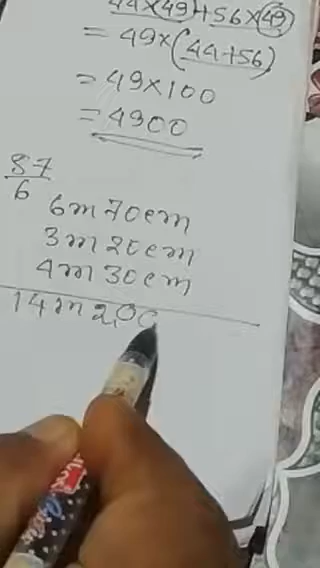 44×49+56×49
= 49×(44+56)
= 49×100
= 4900
87/6
6m 70cm
3m 20cm
4m 30cm
14m 20c